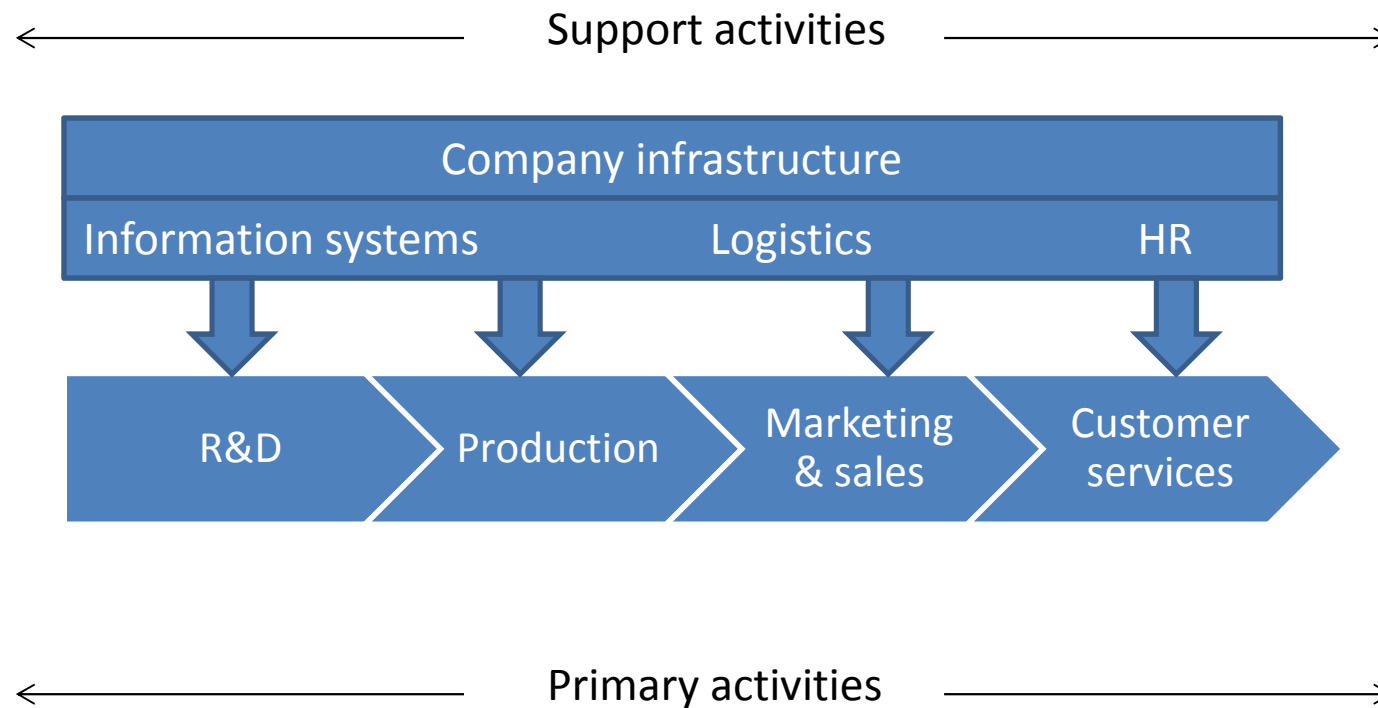 Support activities
Company infrastructure
Information systems Logistics HR
R&D
Production
Marketing
& sales
Customer
services
Primary activities